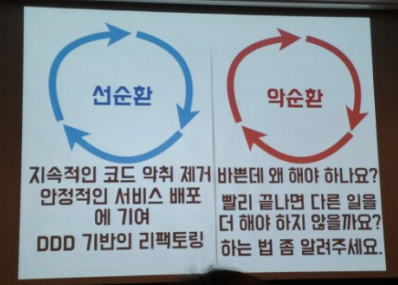 선순환
지속적인 코드 악취 제거
안정적인 서비스 배포
에 기여
DDD 기반의 리팩토링
악순환
바쁜데 왜 해야 하나요?
빨리 끝나면 다른 일을
더 해야 하지 않을까요?
하는 법 좀 알려주세요.